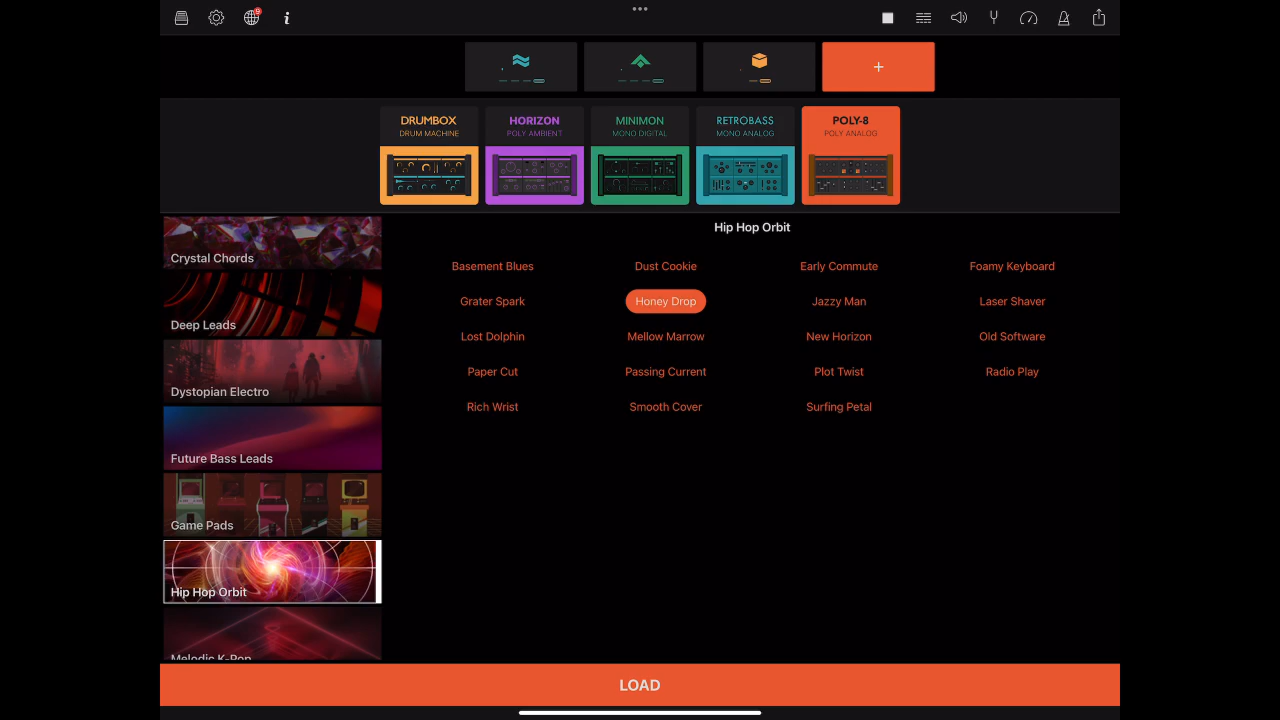 9
+
DRUMBOX HORIZON MINIMON RETROBASS POLY-8
DRUM MACHINE POLY AMBIENT MONO DIGITAL MONO ANALOG POLY ANALOG
Hip Hop Orbit
Crystal Chords
Deep Leads
Dystopian Electro
Future Bass Leads
Game Pads
Hip Hop Orbit
Melodic K-Pop
Basement Blues Dust Cookie Early Commute Foamy Keyboard
Grater Spark Honey Drop Jazzy Man Laser Shaver
Lost Dolphin Mellow Marrow New Horizon Old Software
Paper Cut Passing Current Plot Twist Radio Play
Rich Wrist Smooth Cover Surfing Petal
LOAD